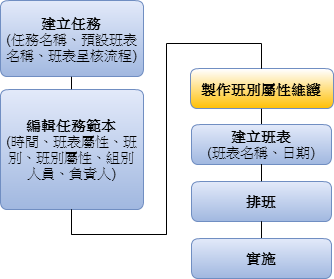 建立任務
(任務名稱、預設班表
名稱、班表呈核流程)
編輯任務範本
(時間、班表屬性、班
別、班別屬性、組別
人員、負責人)
製作班別屬性維護
建立班表
(班表名稱、日期)
排班
實施